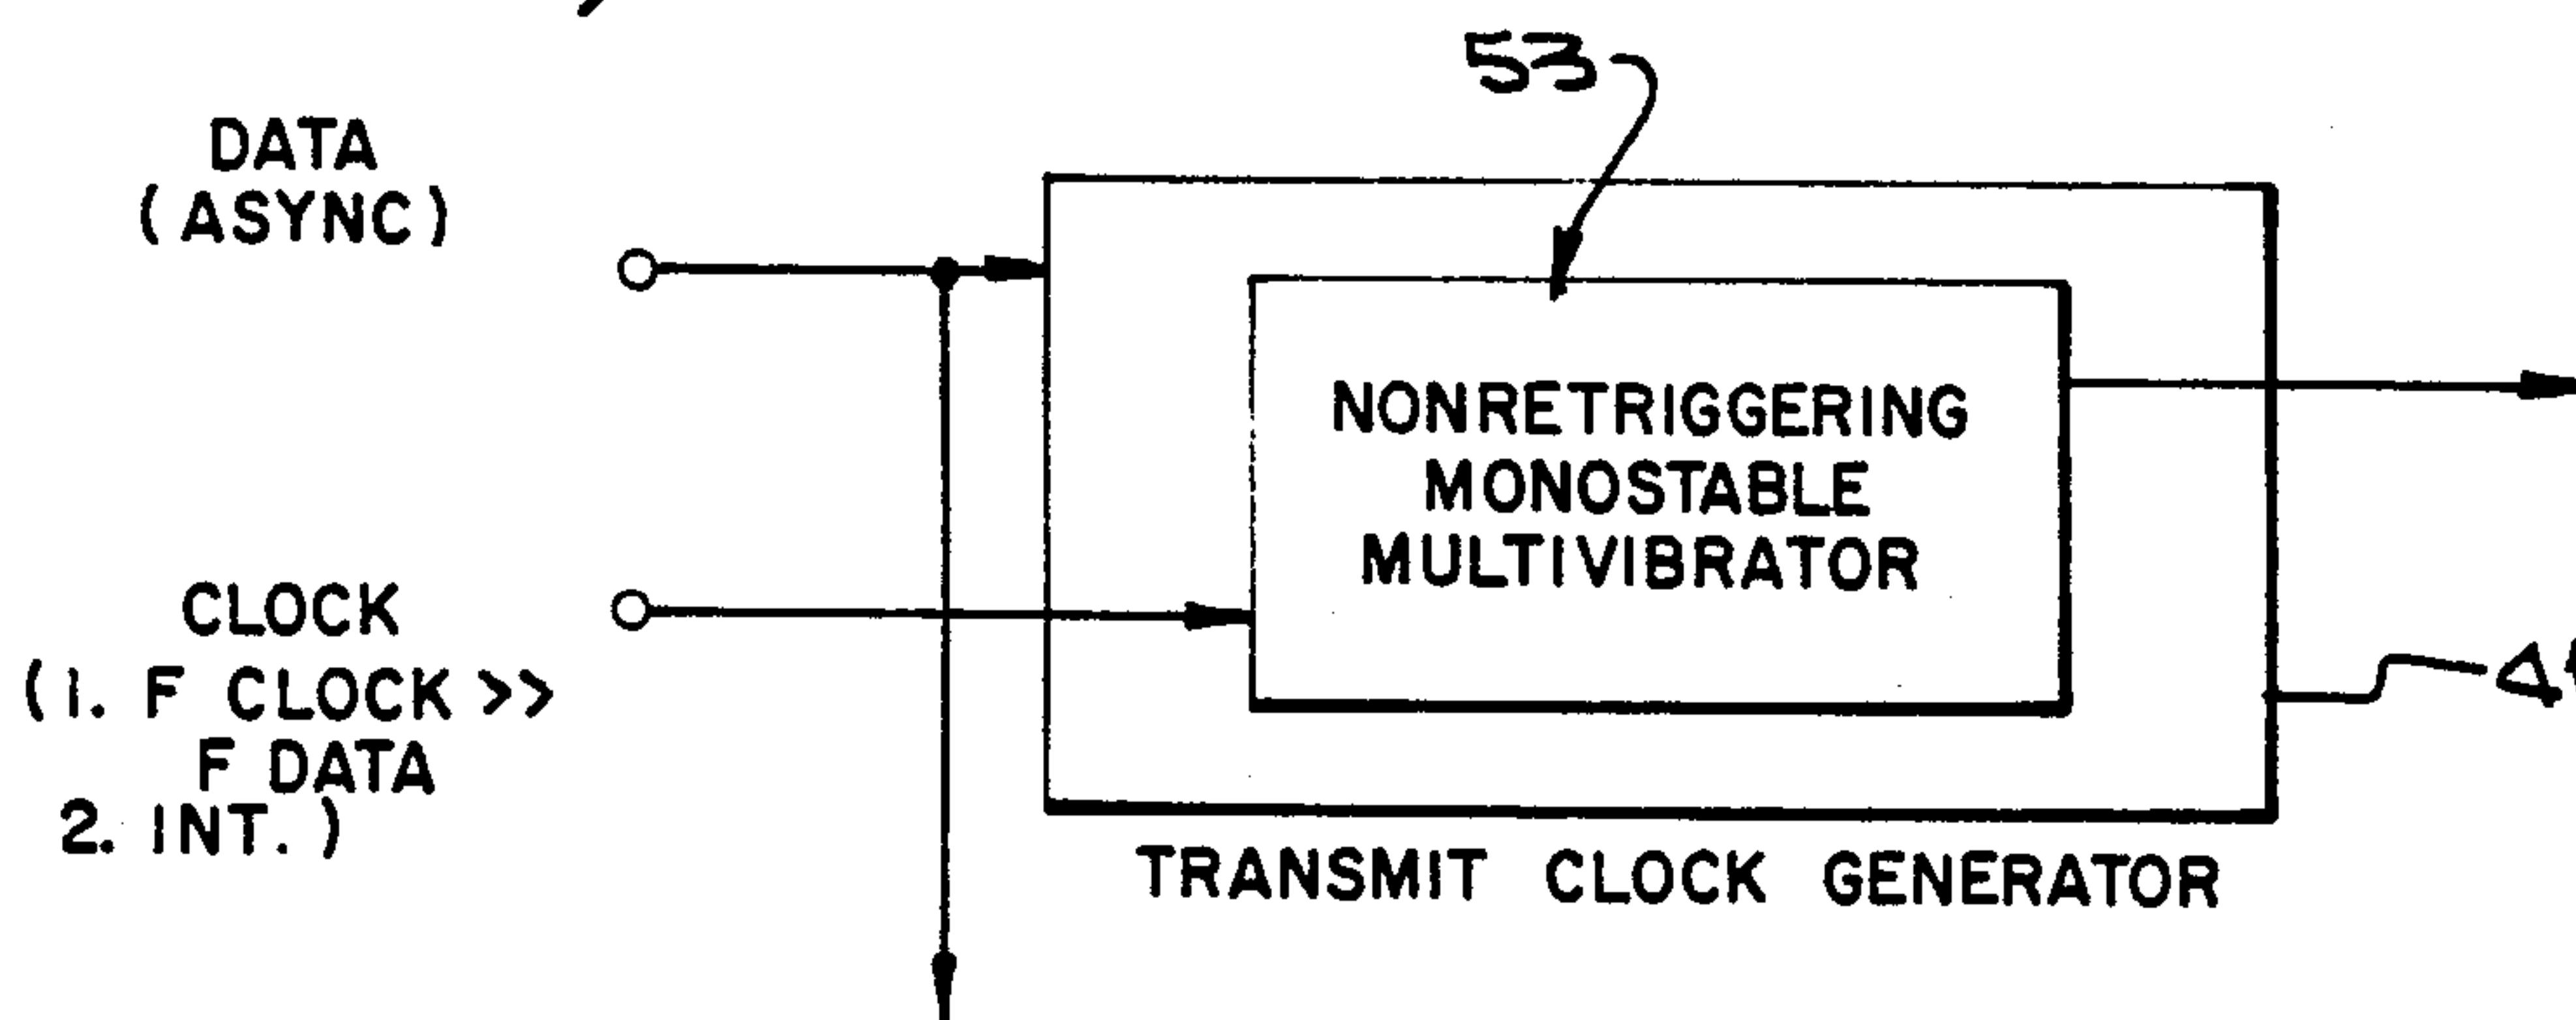 53
DATA
(ASYNC)
NONRETRIGGERING
MONOSTABLE
MULTIVIBRATOR
CLOCK
(1. F CLOCK >>
F DATA
2. INT.)
TRANSMIT CLOCK GENERATOR